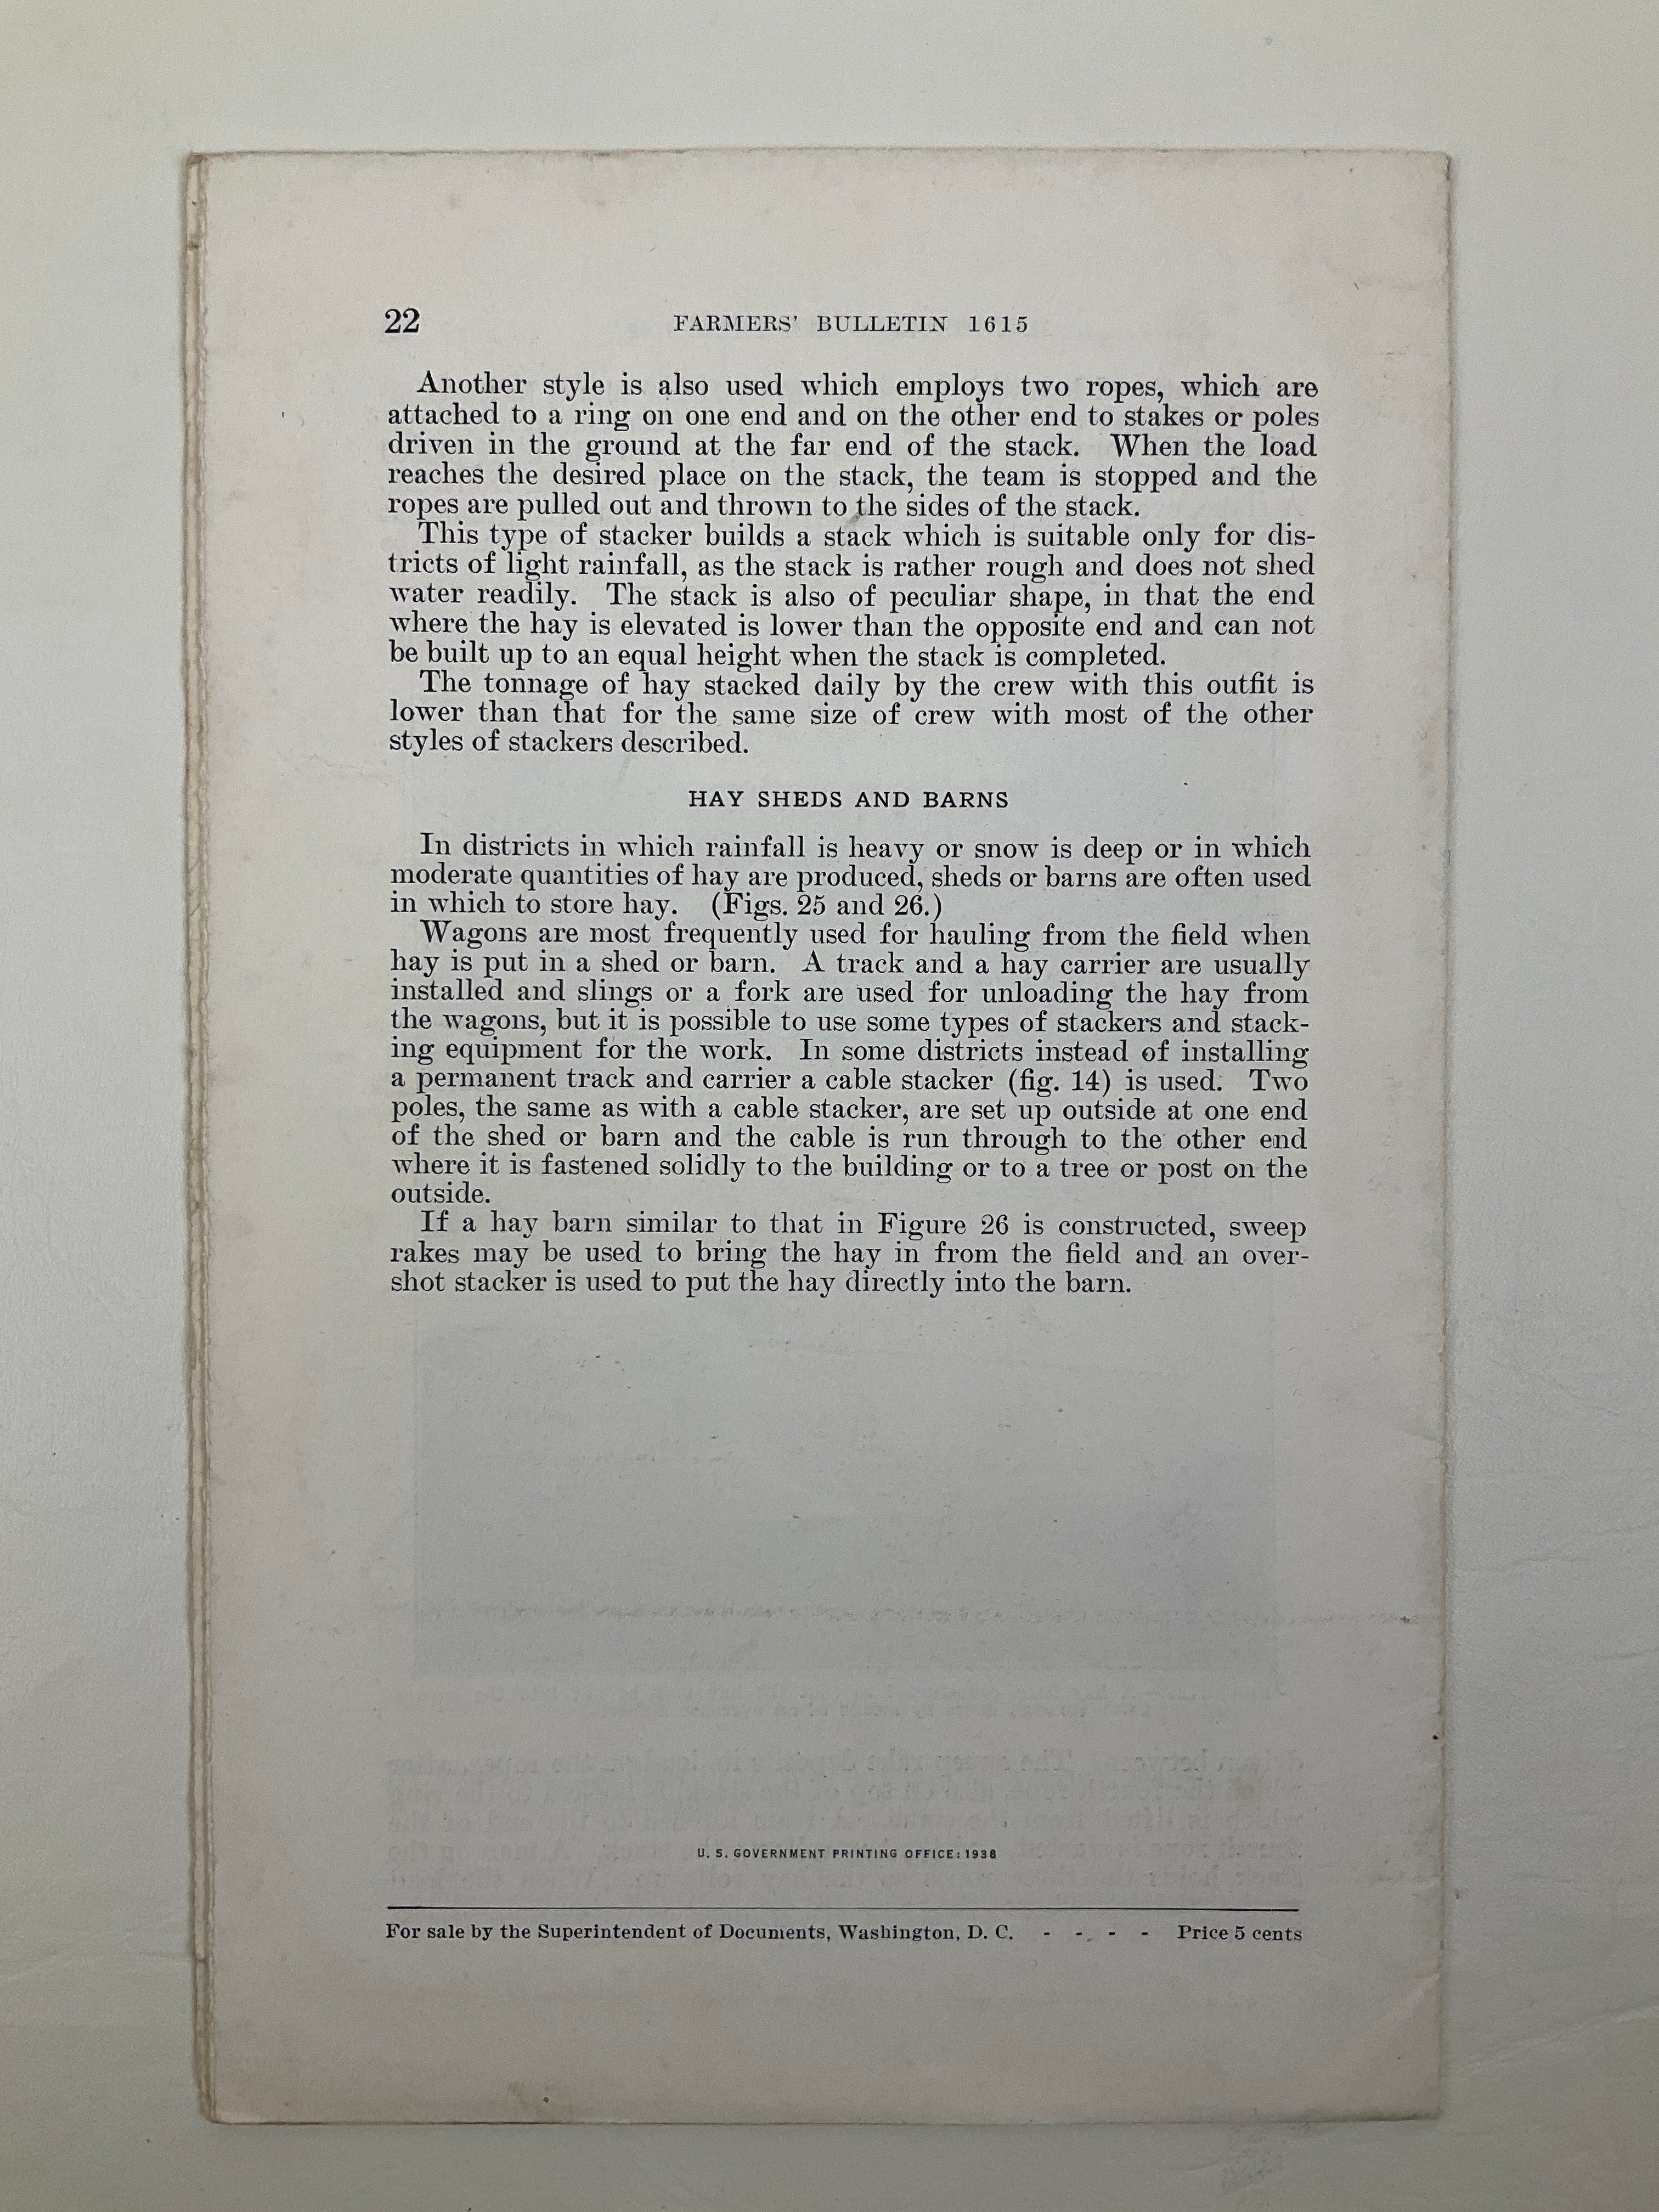 22 FARMERS' BULLETIN 1615
Another style is also used which employs two ropes, which are
attached to a ring on one end and on the other end to stakes or poles
driven in the ground at the far end of the stack. When the load
reaches the desired place on the stack, the team is stopped and the
ropes are pulled out and thrown to the sides of the stack.
This type of stacker builds a stack which is suitable only for dis-
tricts of light rainfall, as the stack is rather rough and does not shed
water readily. The stack is also of peculiar shape, in that the end
where the hay is elevated is lower than the opposite end and can not
be built up to an equal height when the stack is completed.
The tonnage of hay stacked daily by the crew with this outfit is
lower than that for the same size of crew with most of the other
styles of stackers described.
HAY SHEDS AND BARNS
In districts in which rainfall is heavy or snow is deep or in which
moderate quantities of hay are produced, sheds or barns are often used
in which to store hay. (Figs. 25 and 26.)
Wagons are most frequently used for hauling from the field when
hay is put in a shed or barn. A track and a hay carrier are usually
installed and slings or a fork are used for unloading the hay from
the wagons, but it is possible to use some types of stackers and stack-
ing equipment for the work. In some districts instead of installing
a permanent track and carrier a cable stacker (fig. 14) is used. Two
poles, the same as with a cable stacker, are set up outside at one end
of the shed or barn and the cable is run through to the other end
where it is fastened solidly to the building or to a tree or post on the
outside.
If a hay barn similar to that in Figure 26 is constructed, sweep
rakes may be used to bring the hay in from the field and an over-
shot stacker is used to put the hay directly into the barn.
U. S. GOVERNMENT PRINTING OFFICE: 1938
For sale by the Superintendent of Documents, Washington, D. C. - - - - Price 5 cents